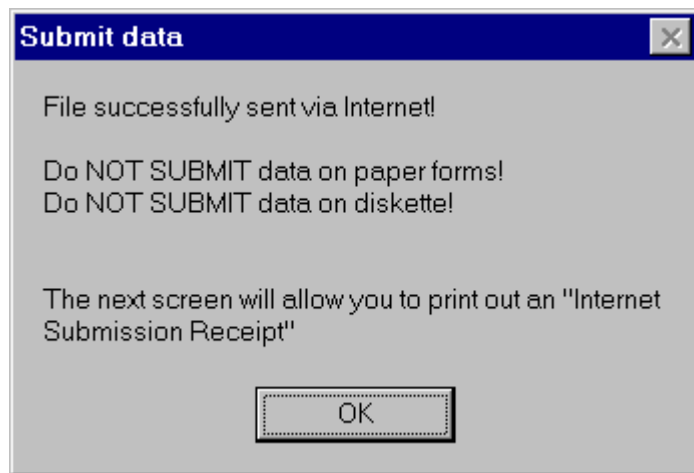 Submit data
File successfully sent via Internet!
Do NOT SUBMIT data on paper forms!
Do NOT SUBMIT data on diskette!
The next screen will allow you to print out an "Internet
Submission Receipt"
OK